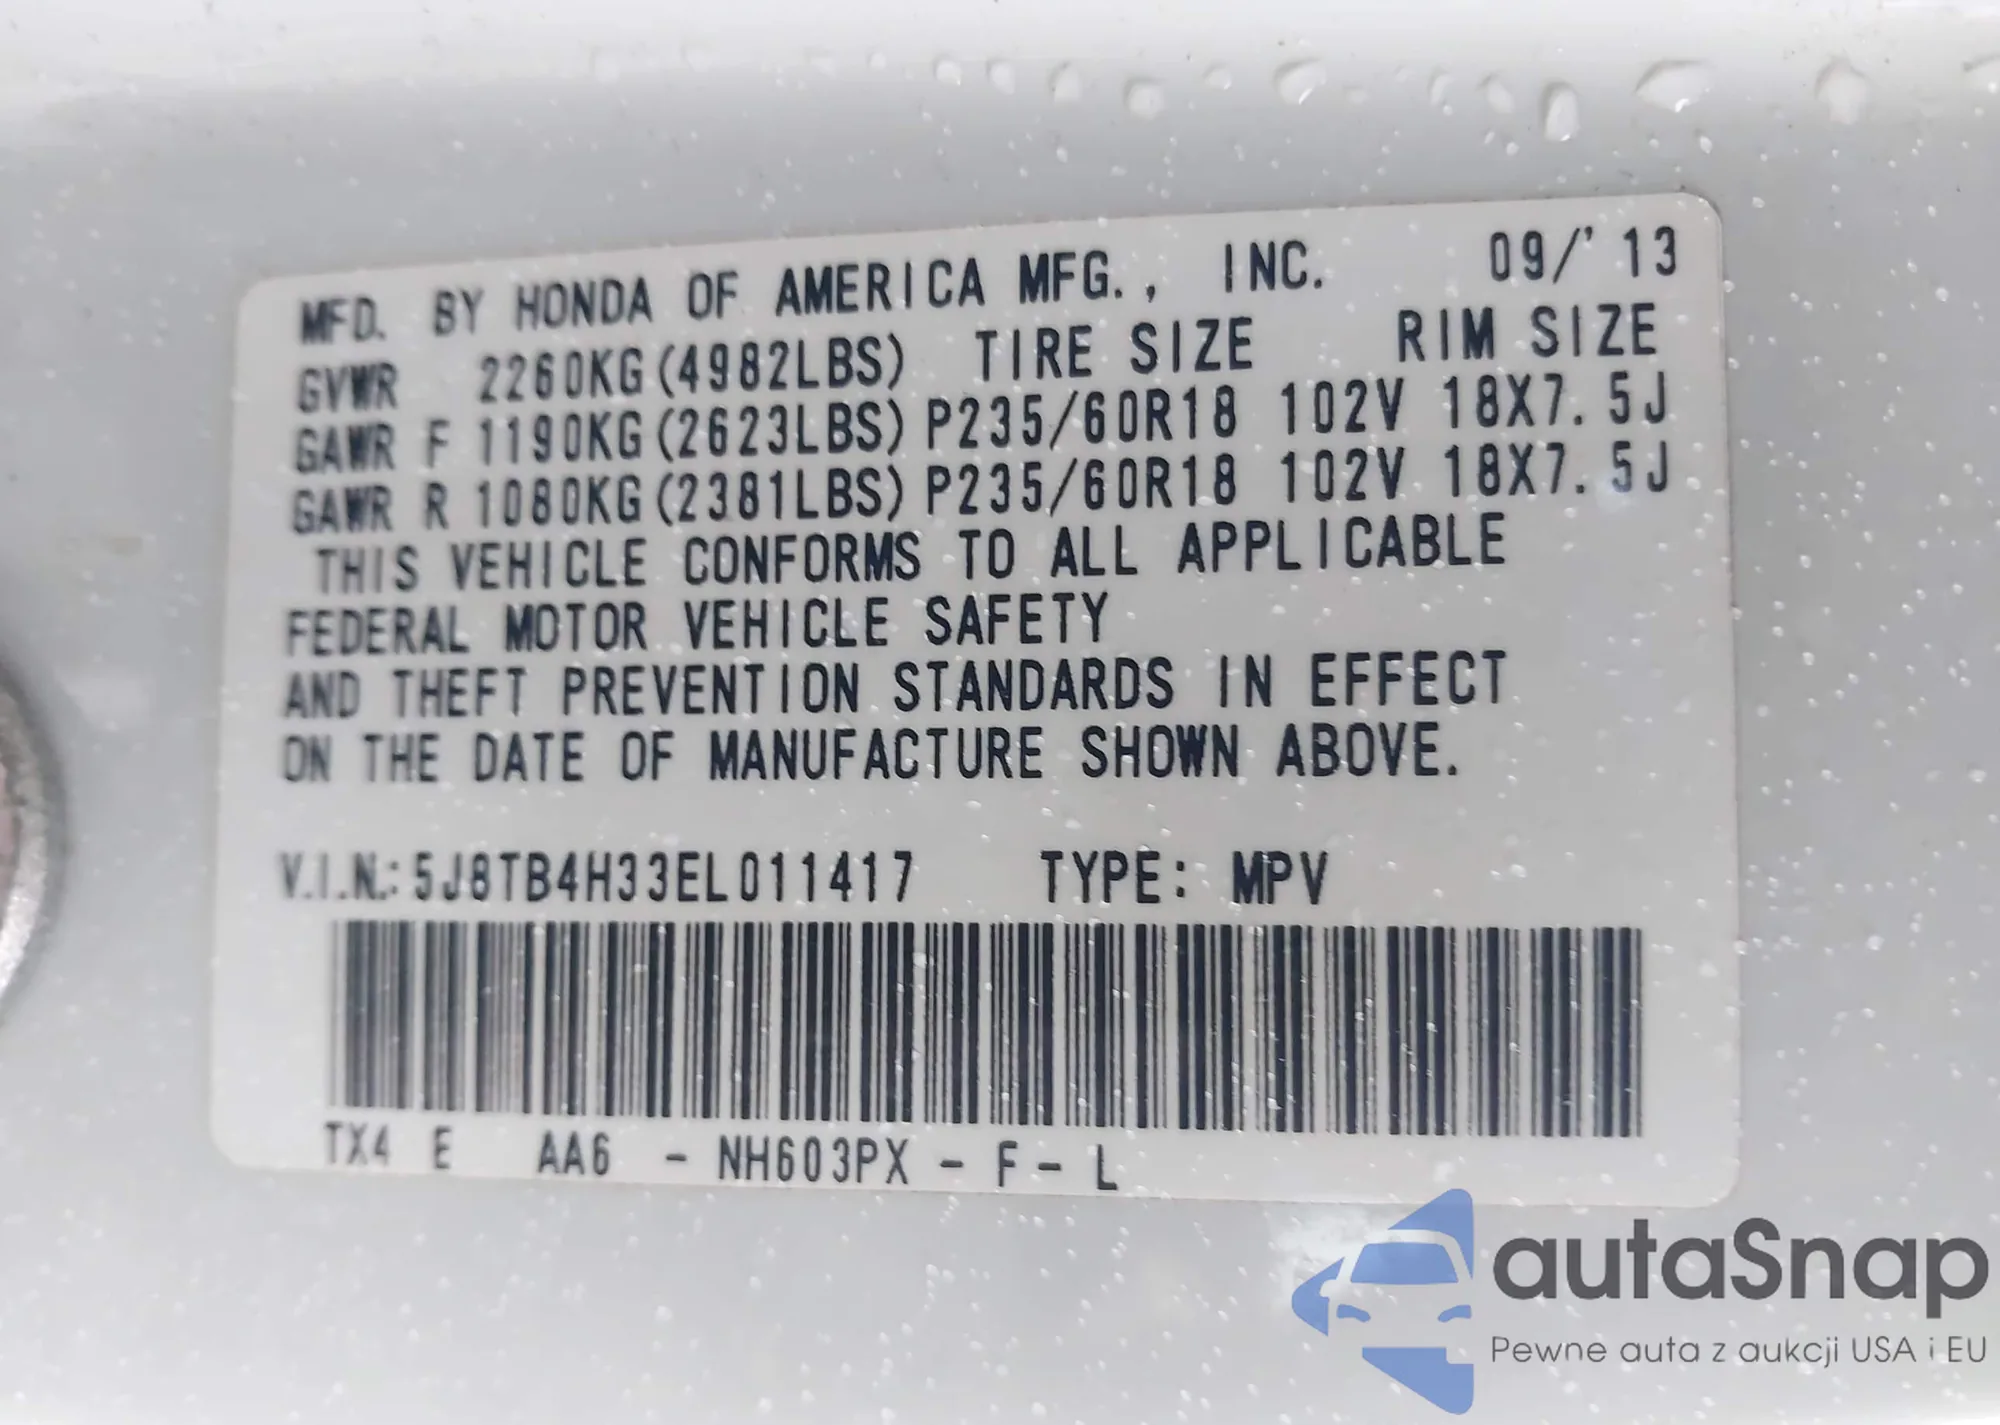 MFD. BY HONDA OF AMERICA MFG., INC. 09/'13
GVWR 2260KG(4982LBS) TIRE SIZE RIM SIZE
GAWR F 1190KG(2623LBS) P235/60R18 102V 18X7.5J
GAWR R 1080KG(2381LBS) P235/60R18 102V 18X7.5J
THIS VEHICLE CONFORMS TO ALL APPLICABLE
FEDERAL MOTOR VEHICLE SAFETY
AND THEFT PREVENTION STANDARDS IN EFFECT
ON THE DATE OF MANUFACTURE SHOWN ABOVE.
V.I.N.: 5J8TB4H33EL011417 TYPE: MPV
TX4 E AA6 - NH603PX - F - L
autaSnap
Pewne auta z aukcji USA i EU